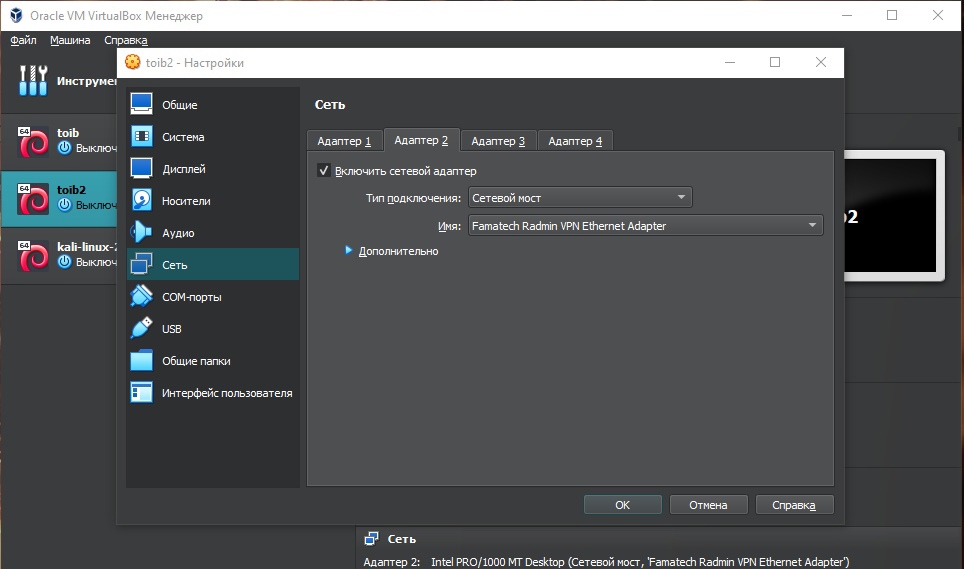 Oracle VM VirtualBox Менеджер
Файл Машина Справка
toib2 - Настройки
Инструмен
64 toib
Выключ
64 toib2
Выключ
64 kali-linux-2
Выключ
Общие
Система
Дисплей
Носители
Аудио
Сеть
COM-порты
USB
Общие папки
Интерфейс пользователя
Сеть
Адаптер 1 Адаптер 2 Адаптер 3 Адаптер 4
Включить сетевой адаптер
Тип подключения: Сетевой мост
Имя: Famatech Radmin VPN Ethernet Adapter
Дополнительно
OK Отмена Справка
b2
Сеть
Адаптер 2: Intel PRO/1000 MT Desktop (Сетевой мост, 'Famatech Radmin VPN Ethernet Adapter')